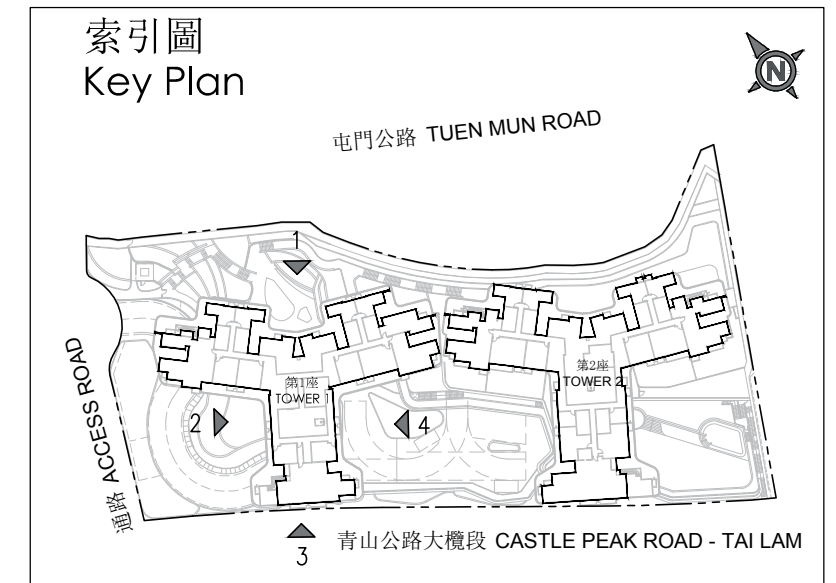 索引圖
Key Plan
N
屯門公路 TUEN MUN ROAD
1
第1座
TOWER 1
第2座
TOWER 2
2
4
通路 ACCESS ROAD
3
青山公路大欖段 CASTLE PEAK ROAD - TAI LAM